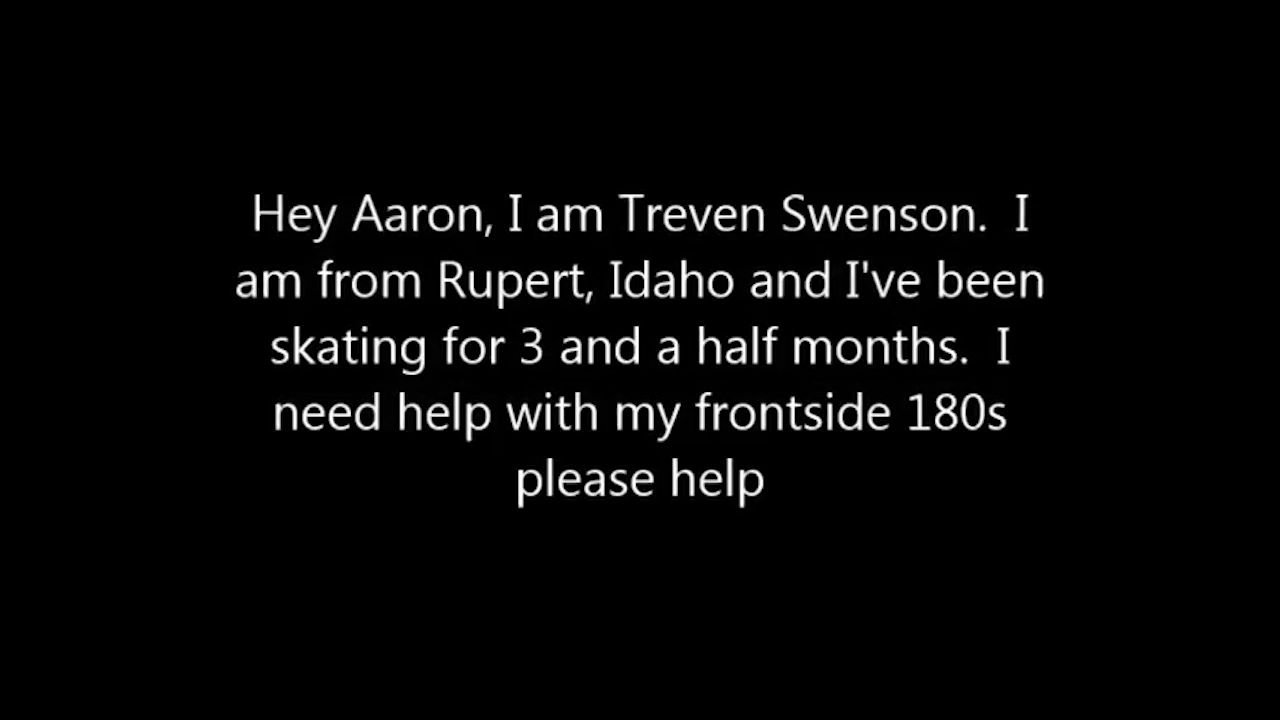 Hey Aaron, I am Treven Swenson.  I
am from Rupert, Idaho and I've been
skating for 3 and a half months.  I
need help with my frontside 180s
please help